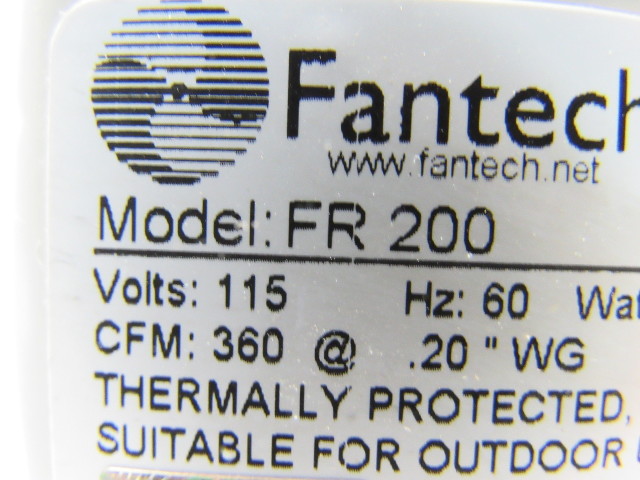 Fantech
www.fantech.net
Model: FR 200
Volts: 115 Hz: 60
CFM: 360 @ .20 " WG
THERMALLY PROTECTED,
SUITABLE FOR OUTDOOR